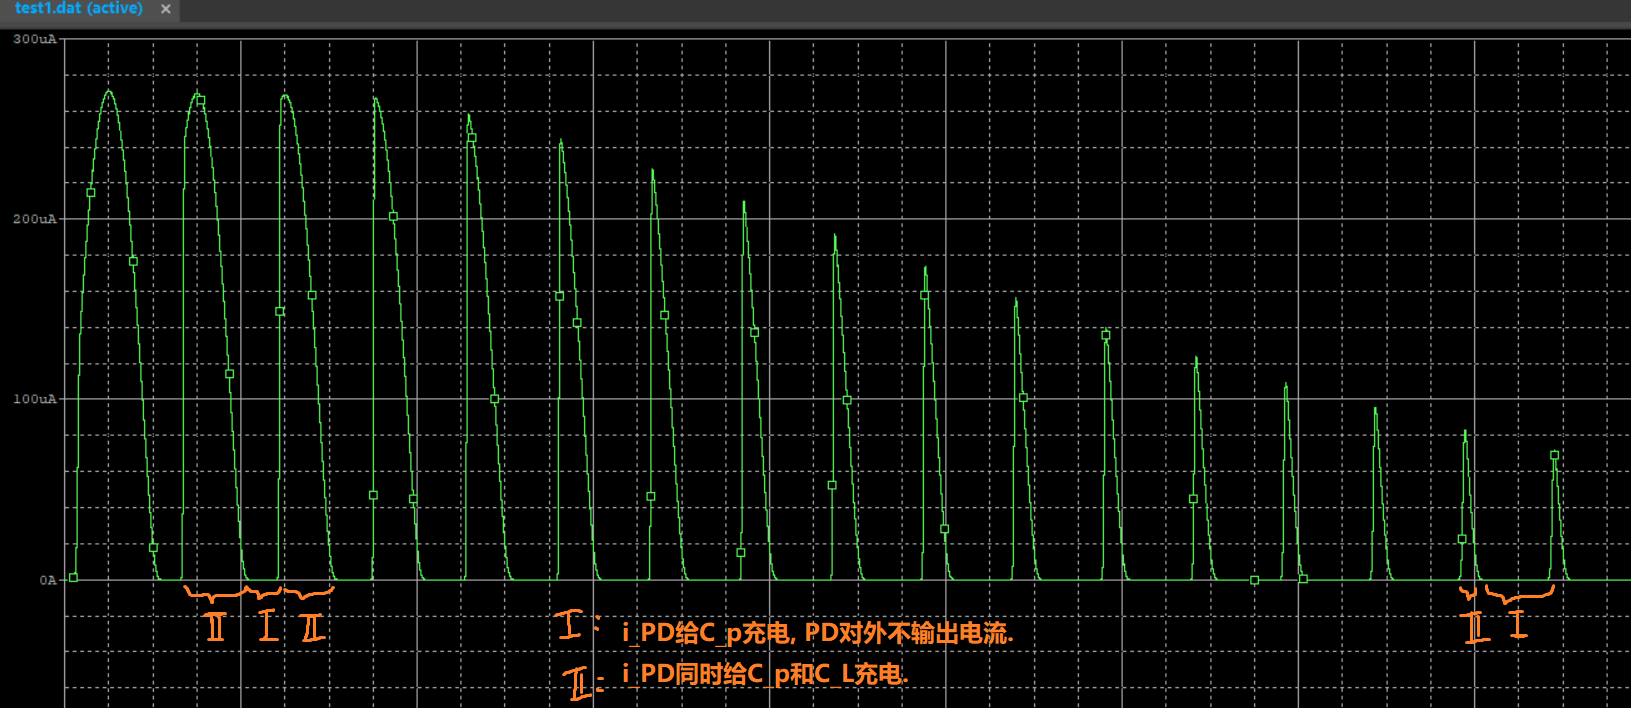 test1.dat (active) ×
300uA
200uA
100uA
0A
II I II
II I
I: i_PD给C_p充电, PD对外不输出电流.
II: i_PD同时给C_p和C_L充电.